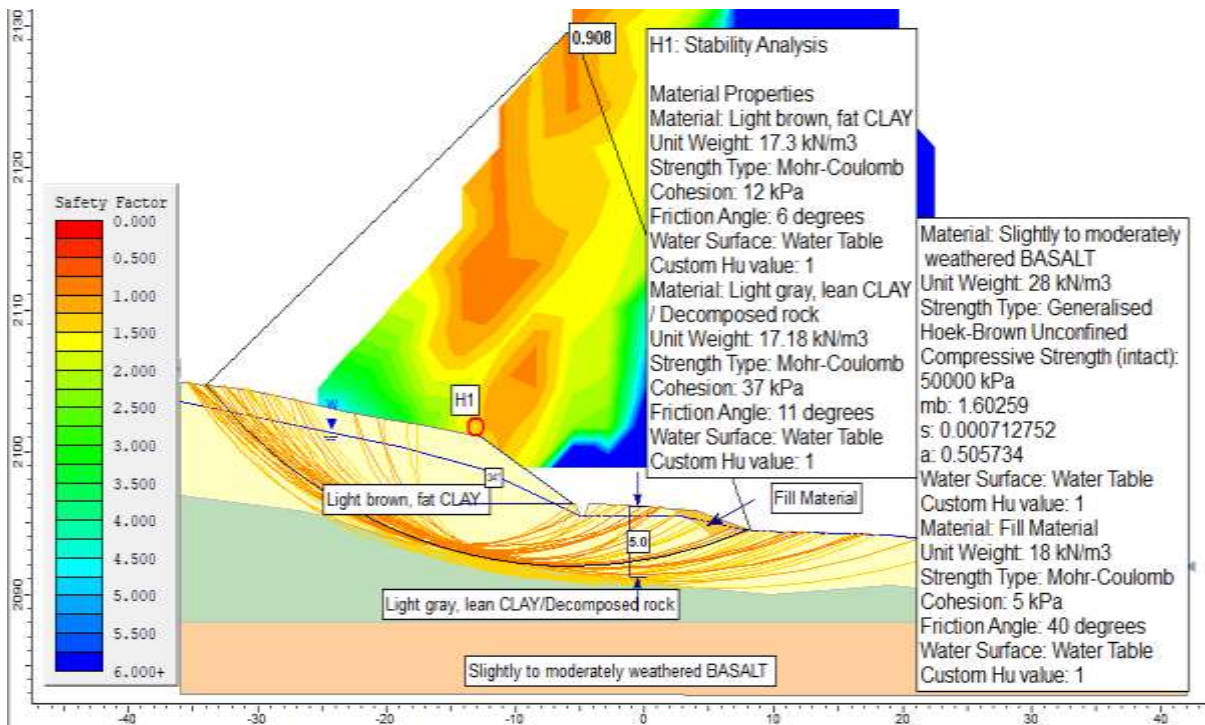 0.908
H1: Stability Analysis
Material Properties
Material: Light brown, fat CLAY
Unit Weight: 17.3 kN/m3
Strength Type: Mohr-Coulomb
Cohesion: 12 kPa
Friction Angle: 6 degrees
Water Surface: Water Table
Custom Hu value: 1
Material: Light gray, lean CLAY
/ Decomposed rock
Unit Weight: 17.18 kN/m3
Strength Type: Mohr-Coulomb
Cohesion: 37 kPa
Friction Angle: 11 degrees
Water Surface: Water Table
Custom Hu value: 1
Material: Slightly to moderately
weathered BASALT
Unit Weight: 28 kN/m3
Strength Type: Generalised
Hoek-Brown Unconfined
Compressive Strength (intact):
50000 kPa
mb: 1.60259
s: 0.000712752
a: 0.505734
Water Surface: Water Table
Custom Hu value: 1
Material: Fill Material
Unit Weight: 18 kN/m3
Strength Type: Mohr-Coulomb
Cohesion: 5 kPa
Friction Angle: 40 degrees
Water Surface: Water Table
Custom Hu value: 1
Safety Factor
0.000
0.500
1.000
1.500
2.000
2.500
3.000
3.500
4.000
4.500
5.000
5.500
6.000+
2130
2120
2110
2100
2090
H1
W
34°
Light brown, fat CLAY
Fill Material
5.0
Light gray, lean CLAY/Decomposed rock
Slightly to moderately weathered BASALT
-40 -30 -20 -10 0 10 20 30 40